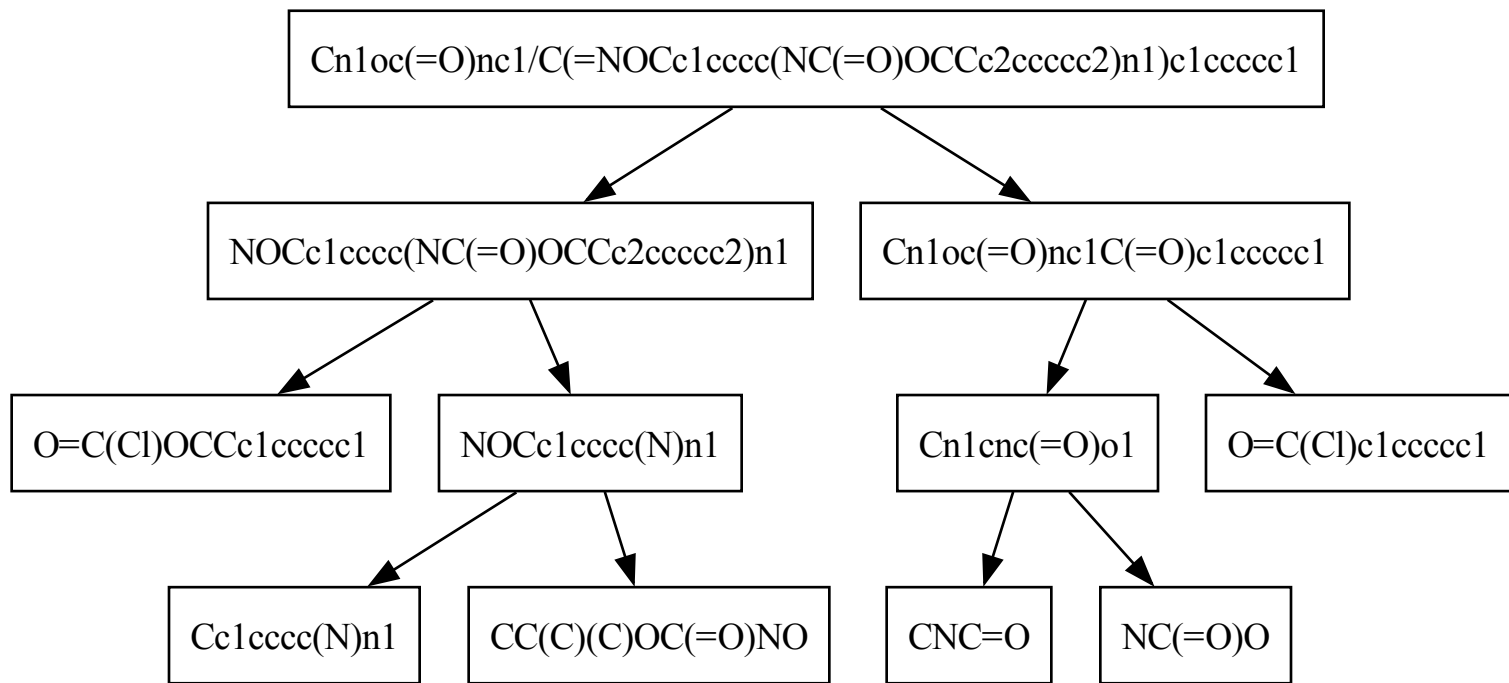 Cn1oc(=O)nc1/C(=NOCc1cccc(NC(=O)OCCc2ccccc2)n1)c1ccccc1
NOCc1cccc(NC(=O)OCCc2ccccc2)n1
Cn1oc(=O)nc1C(=O)c1ccccc1
O=C(Cl)OCCc1ccccc1
NOCc1cccc(N)n1
Cn1cnc(=O)o1
O=C(Cl)c1ccccc1
Cc1cccc(N)n1
CC(C)(C)OC(=O)NO
CNC=O
NC(=O)O